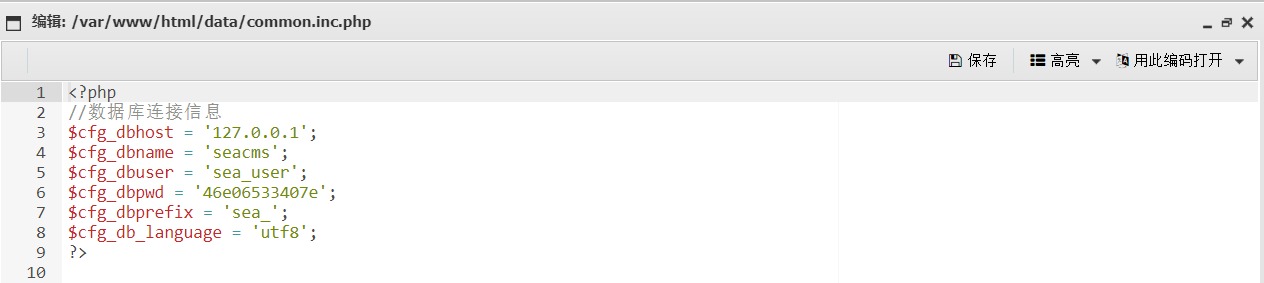 编辑: /var/www/html/data/common.inc.php
保存 高亮 用此编码打开
1 <?php
2 //数据库连接信息
3 $cfg_dbhost = '127.0.0.1';
4 $cfg_dbname = 'seacms';
5 $cfg_dbuser = 'sea_user';
6 $cfg_dbpwd = '46e06533407e';
7 $cfg_dbprefix = 'sea_';
8 $cfg_db_language = 'utf8';
9 ?>
10